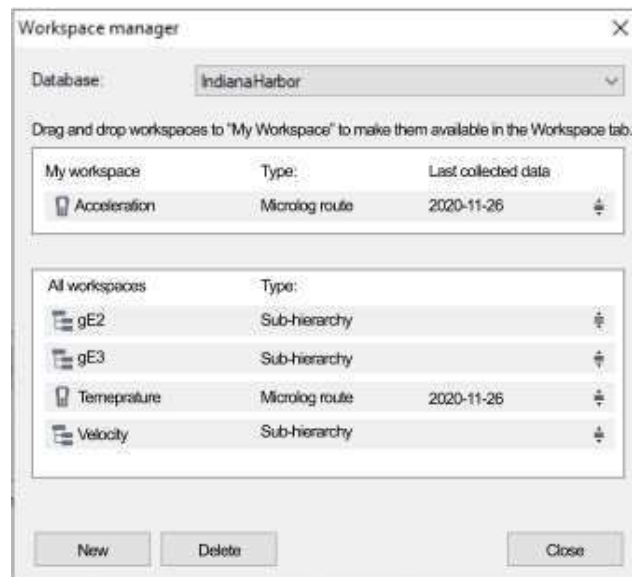 Workspace manager
Database: IndianaHarbor
Drag and drop workspaces to "My Workspace" to make them available in the Workspace tab.
My workspace Type: Last collected data
Acceleration Microlog route 2020-11-26
All workspaces Type:
gE2 Sub-hierarchy
gE3 Sub-hierarchy
Temeprature Microlog route 2020-11-26
Velocity Sub-hierarchy
New Delete Close